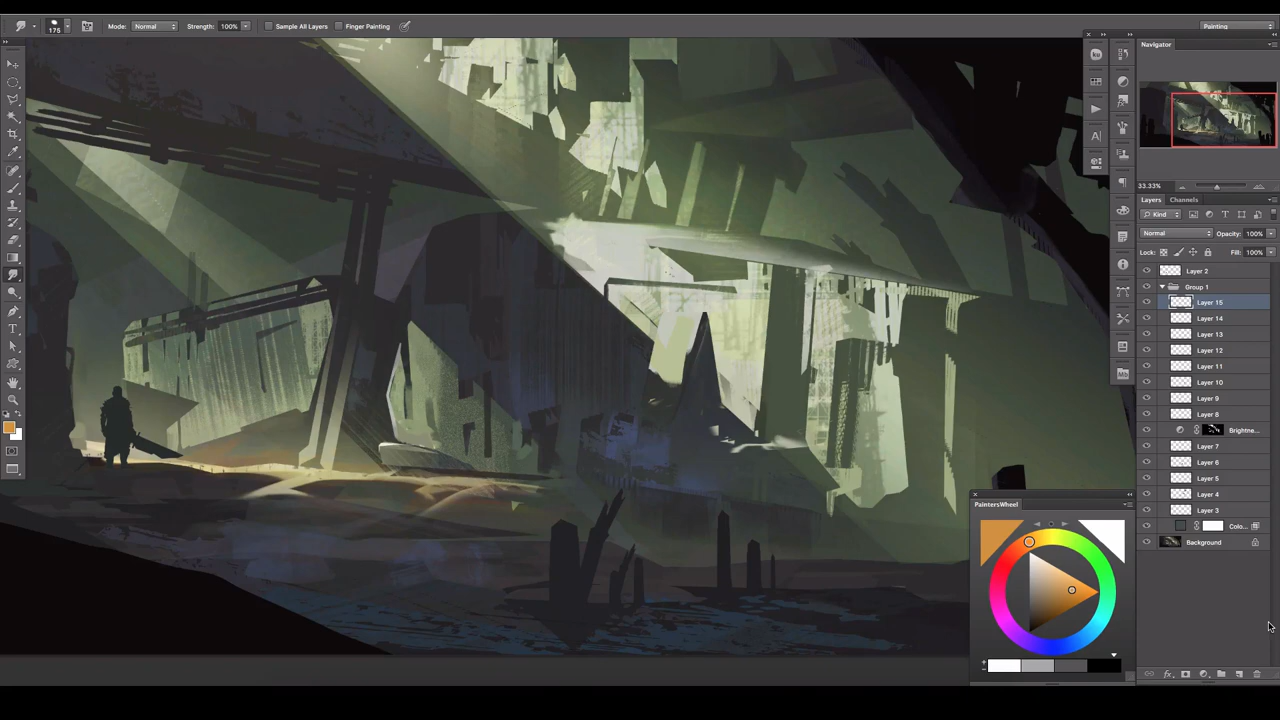 Mode: Normal Strength: 100% Sample All Layers Finger Painting Painting
175
Navigator
33.33%
Layers Channels
Kind
Normal Opacity: 100%
Lock: Fill: 100%
Layer 2
Group 1
Layer 15
Layer 14
Layer 13
Layer 12
Layer 11
Layer 10
Layer 9
Layer 8
Brightne...
Layer 7
Layer 6
Layer 5
Layer 4
Layer 3
Colo...
Background
PaintersWheel